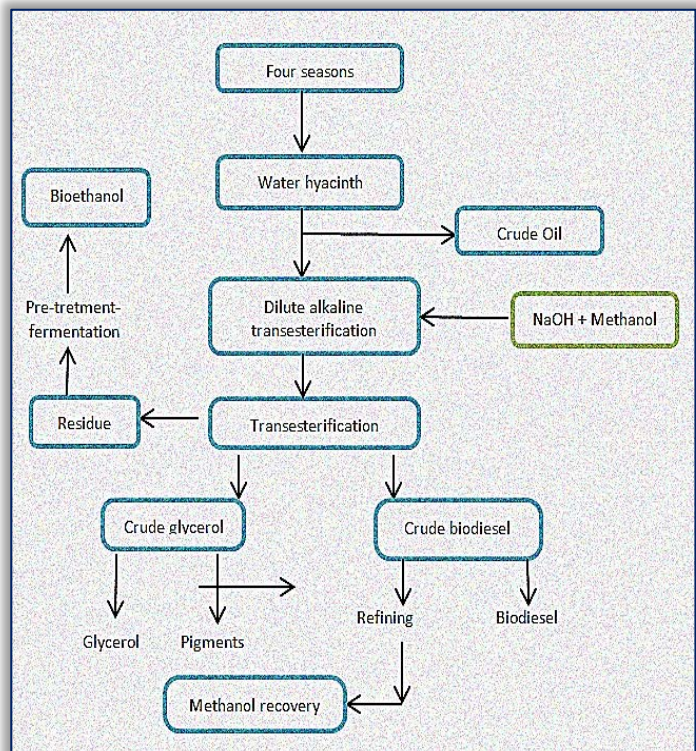 Four seasons
Water hyacinth
Bioethanol
Crude Oil
Dilute alkaline
transesterification
NaOH + Methanol
Pre-tretment-
fermentation
Residue
Transesterification
Crude glycerol
Crude biodiesel
Glycerol
Pigments
Refining
Biodiesel
Methanol recovery